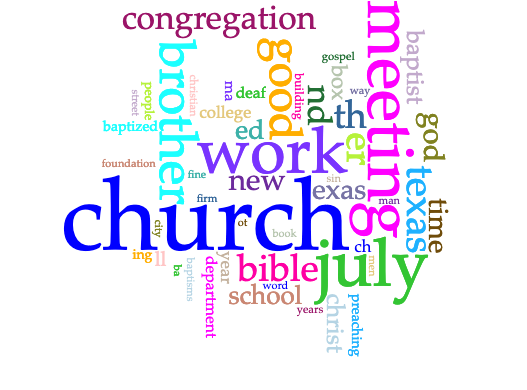 congregation
meeting
brother
good
gospel
box
way
baptist
christian
people
street
ma
deaf
building
nd
th
college
ed
er
god
baptized
work
foundation
fine
new
sin
exas
man
texas
time
firm
church
city
ot
book
ch
july
ing
ll
ba
baptisms
department
year
bible
men
word
school
years
christ
preaching